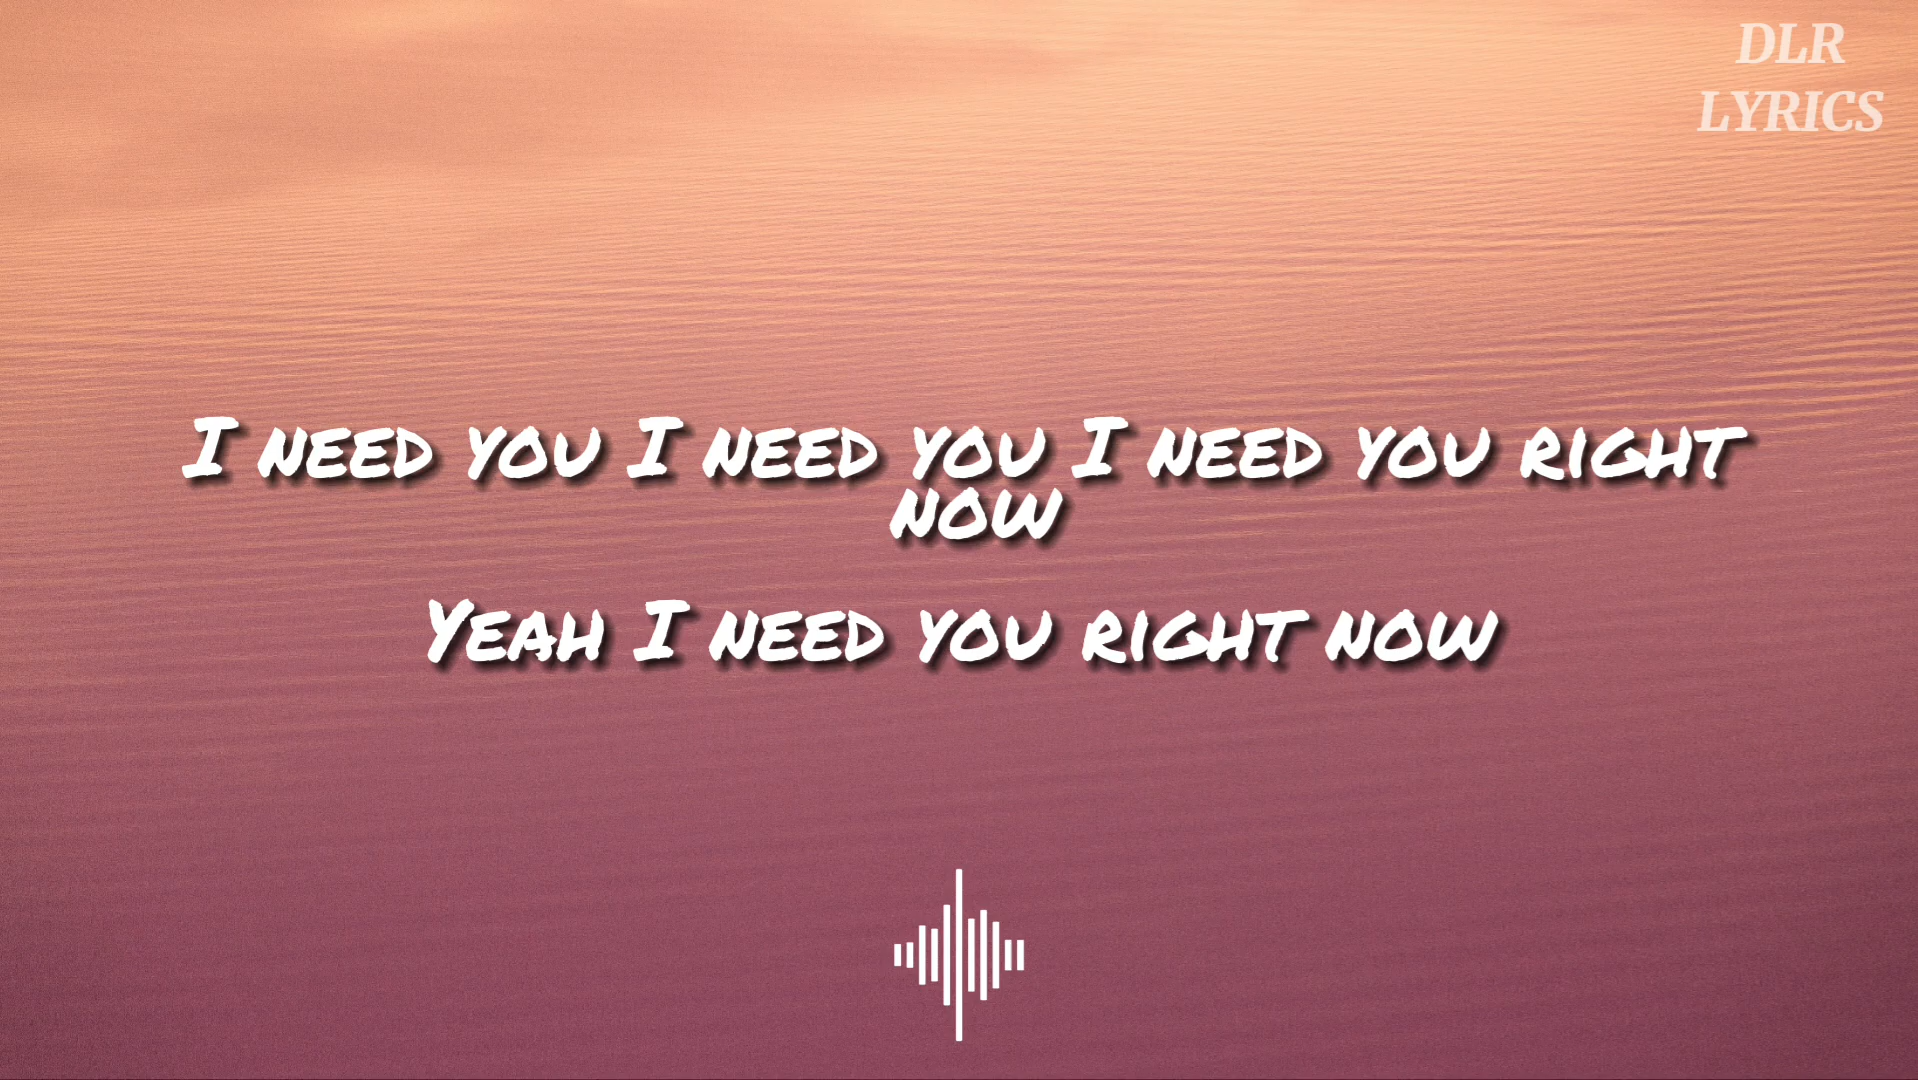 DLR
LYRICS
I NEED YOU I NEED YOU I NEED YOU RIGHT
NOW
YEAH I NEED YOU RIGHT NOW